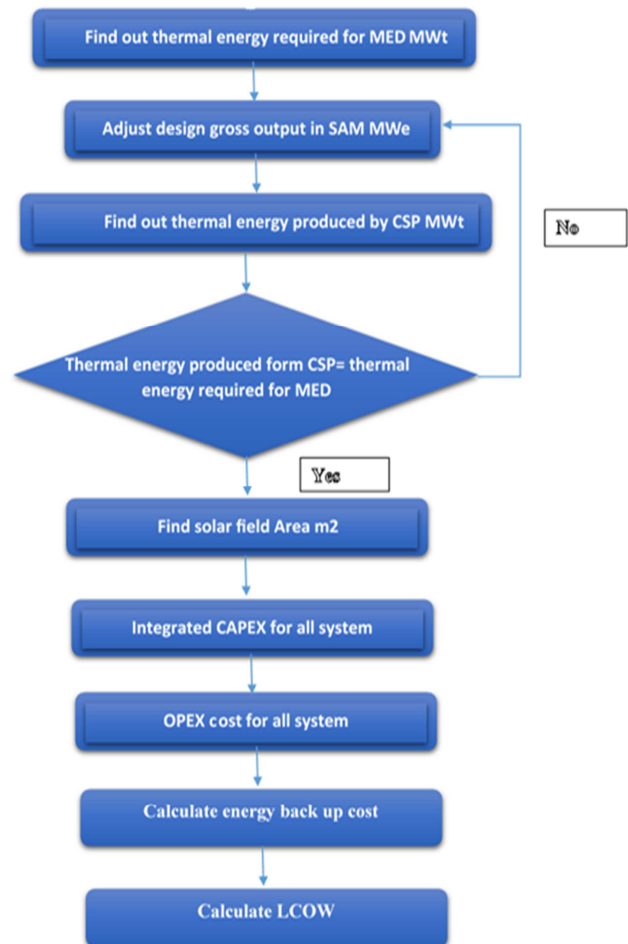 Find out thermal energy required for MED MWt
Adjust design gross output in SAM MWe
Find out thermal energy produced by CSP MWt
No
Thermal energy produced form CSP= thermal
energy required for MED
Yes
Find solar field Area m2
Integrated CAPEX for all system
OPEX cost for all system
Calculate energy back up cost
Calculate LCOW